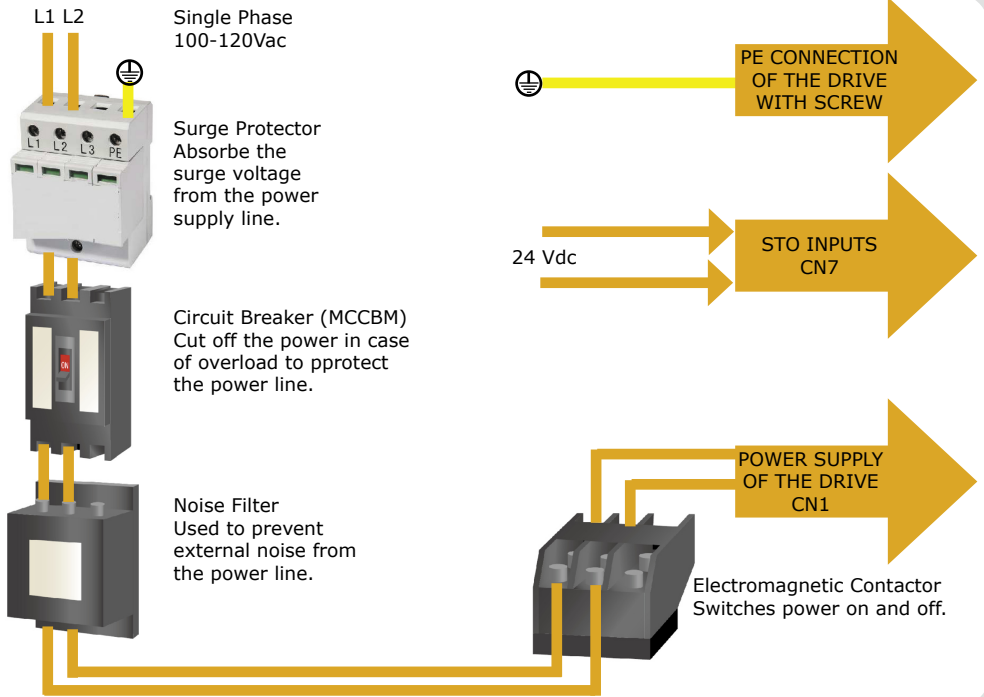 L1 L2
Single Phase
100-120Vac
L1 L2 L3 PE
Surge Protector
Absorbe the
surge voltage
from the power
supply line.
Circuit Breaker (MCCBM)
Cut off the power in case
of overload to pprotect
the power line.
ON
Noise Filter
Used to prevent
external noise from
the power line.
PE CONNECTION
OF THE DRIVE
WITH SCREW
24 Vdc
STO INPUTS
CN7
POWER SUPPLY
OF THE DRIVE
CN1
Electromagnetic Contactor
Switches power on and off.